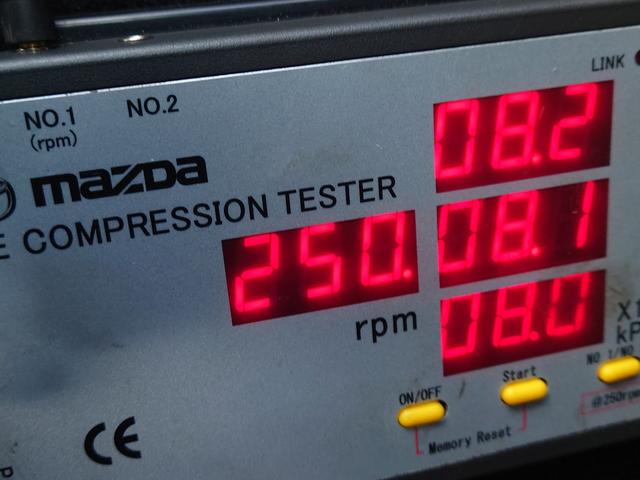 LINK
NO.1 NO.2
(rpm)
mazda
08.2
E COMPRESSION TESTER
250.
08.1
rpm
08.0
X1
kP
ON/OFF
Start
NO 1/NO
Memory Reset
@250rpm
CE